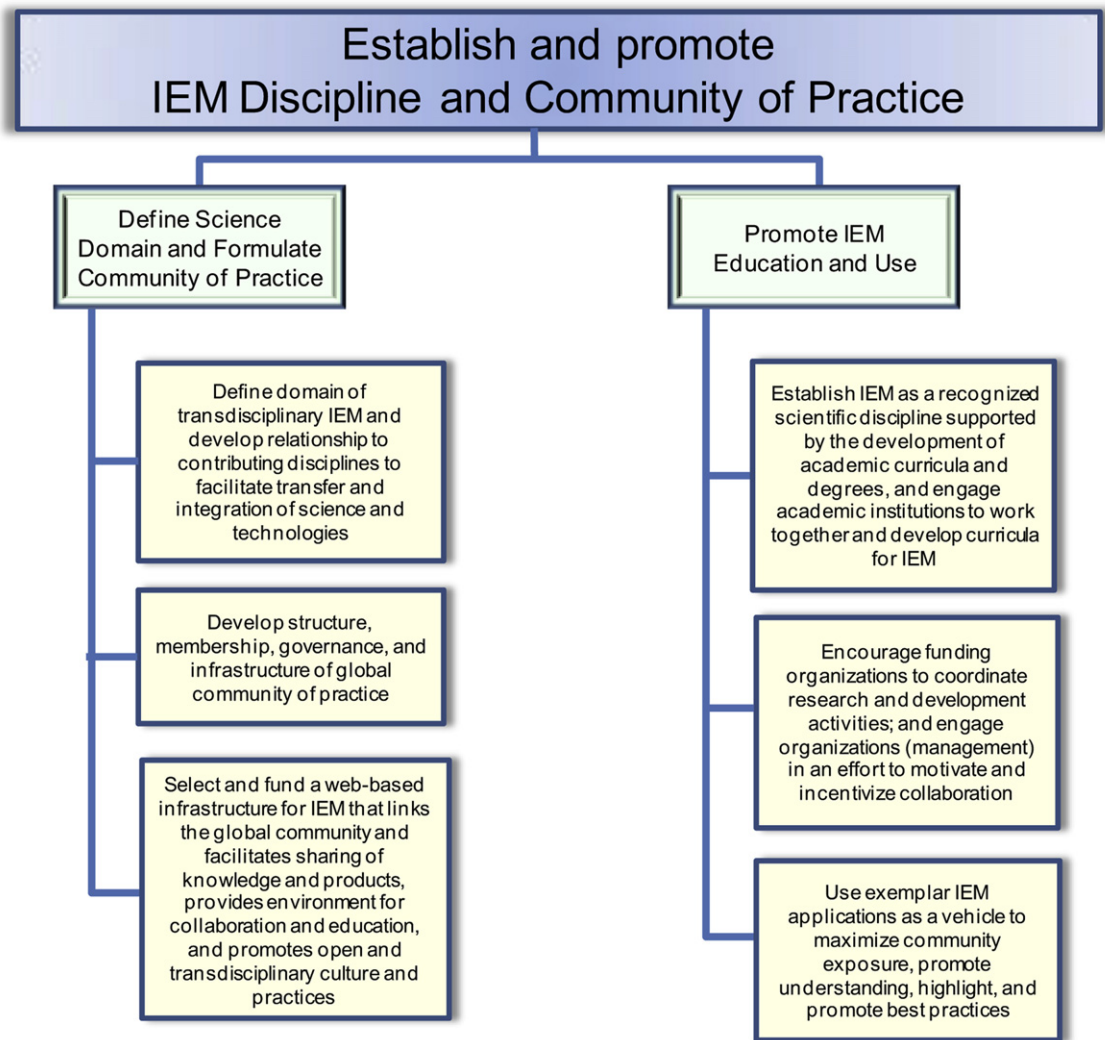 Establish and promote
IEM Discipline and Community of Practice
Define Science
Domain and Formulate
Community of Practice
Define domain of
transdisciplinary IEM and
develop relationship to
contributing disciplines to
facilitate transfer and
integration of science and
technologies
Develop structure,
membership, governance, and
infrastructure of global
community of practice
Select and fund a web-based
infrastructure for IEM that links
the global community and
facilitates sharing of
knowledge and products,
provides environment for
collaboration and education,
and promotes open and
transdisciplinary culture and
practices
Promote IEM
Education and Use
Establish IEM as a recognized
scientific discipline supported
by the development of
academic curricula and
degrees, and engage
academic institutions to work
together and develop curricula
for IEM
Encourage funding
organizations to coordinate
research and development
activities; and engage
organizations (management)
in an effort to motivate and
incentivize collaboration
Use exemplar IEM
applications as a vehicle to
maximize community
exposure, promote
understanding, highlight, and
promote best practices